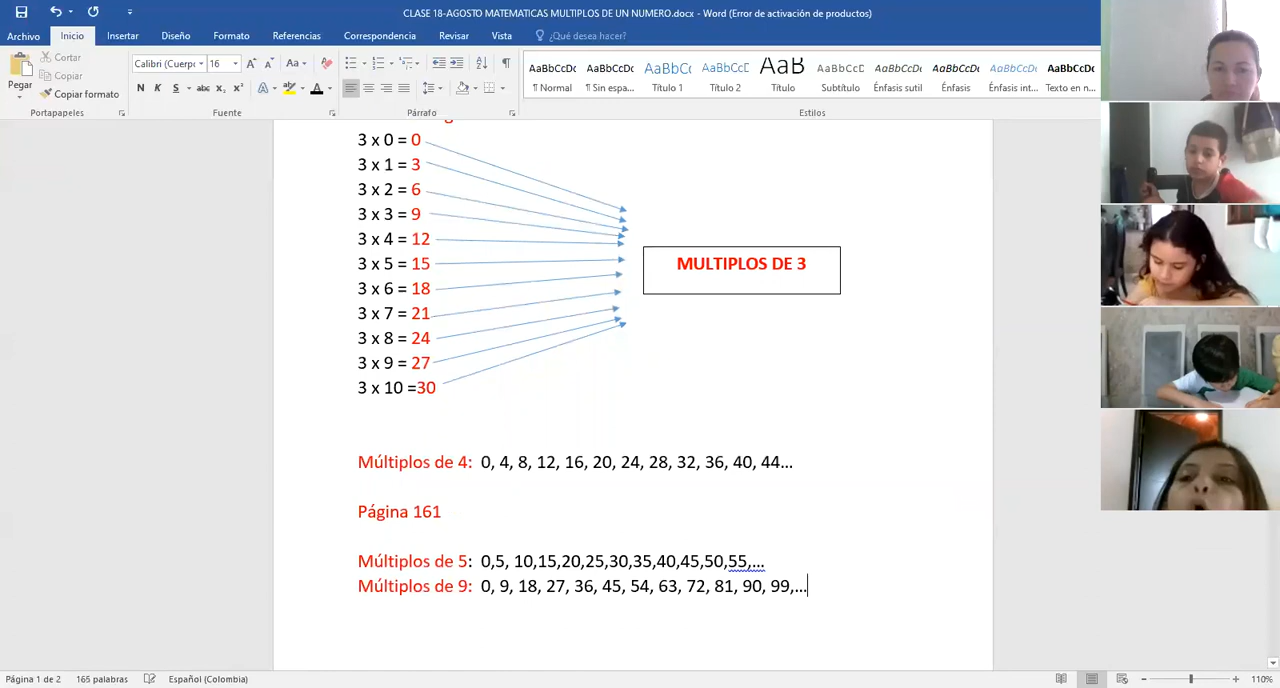 CLASE 18-AGOSTO MATEMATICAS MULTIPLOS DE UN NUMERO.docx - Word (Error de activación de productos)
Archivo Inicio Insertar Diseño Formato Referencias Correspondencia Revisar Vista ¿Qué desea hacer?
Pegar
Cortar
Copiar
Copiar formato
Portapapeles
Calibri (Cuerp 16
N K S abc x₂ x²
Fuente
Párrafo
AaBbCcDc AaBbCcDc AaBbCc AaBbCcD AaB AaBbCcD AaBbCcDc AaBbCcDc AaBbCcDc AaBbCcDc
¶ Normal ¶ Sin espa... Título 1 Título 2 Título Subtítulo Énfasis sutil Énfasis Énfasis int... Texto en n...
Estilos
3 x 0 = 0
3 x 1 = 3
3 x 2 = 6
3 x 3 = 9
3 x 4 = 12
3 x 5 = 15
3 x 6 = 18
3 x 7 = 21
3 x 8 = 24
3 x 9 = 27
3 x 10 =30
MULTIPLOS DE 3
Múltiplos de 4: 0, 4, 8, 12, 16, 20, 24, 28, 32, 36, 40, 44...
Página 161
Múltiplos de 5: 0,5, 10,15,20,25,30,35,40,45,50,55,...
Múltiplos de 9: 0, 9, 18, 27, 36, 45, 54, 63, 72, 81, 90, 99,...
Página 1 de 2 165 palabras Español (Colombia) 110%